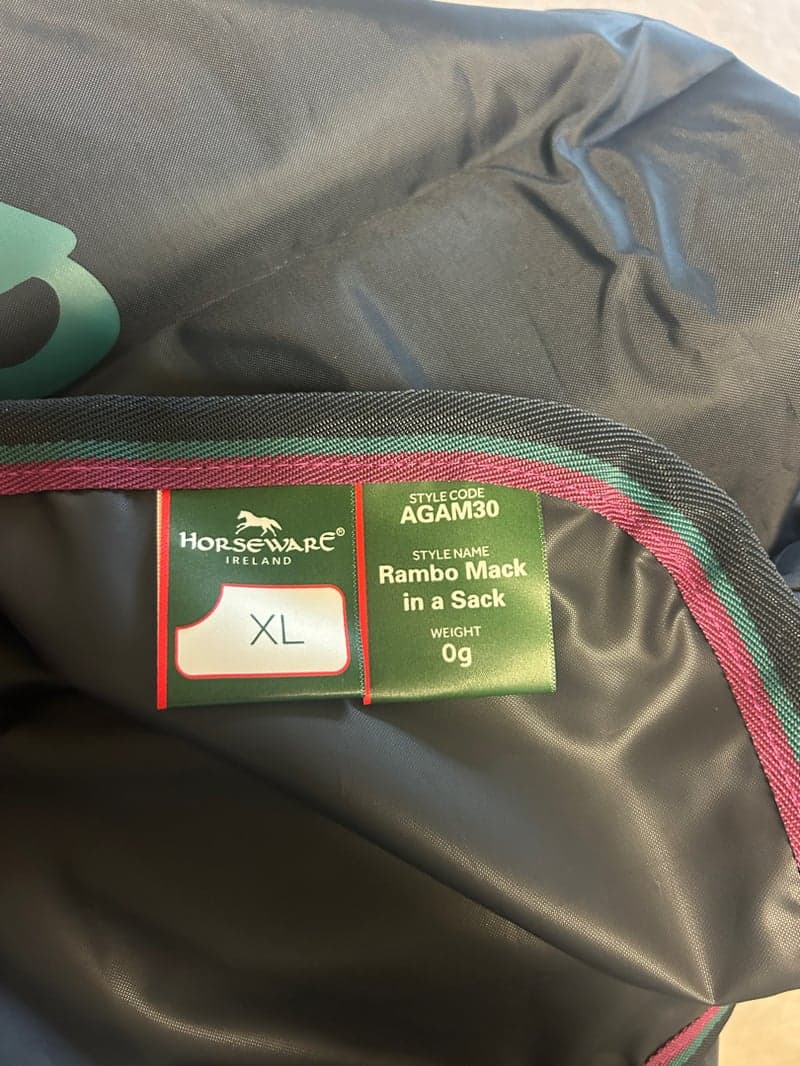 HORSEWARE®
IRELAND
XL
STYLE CODE
AGAM30
STYLE NAME
Rambo Mack
in a Sack
WEIGHT
0g